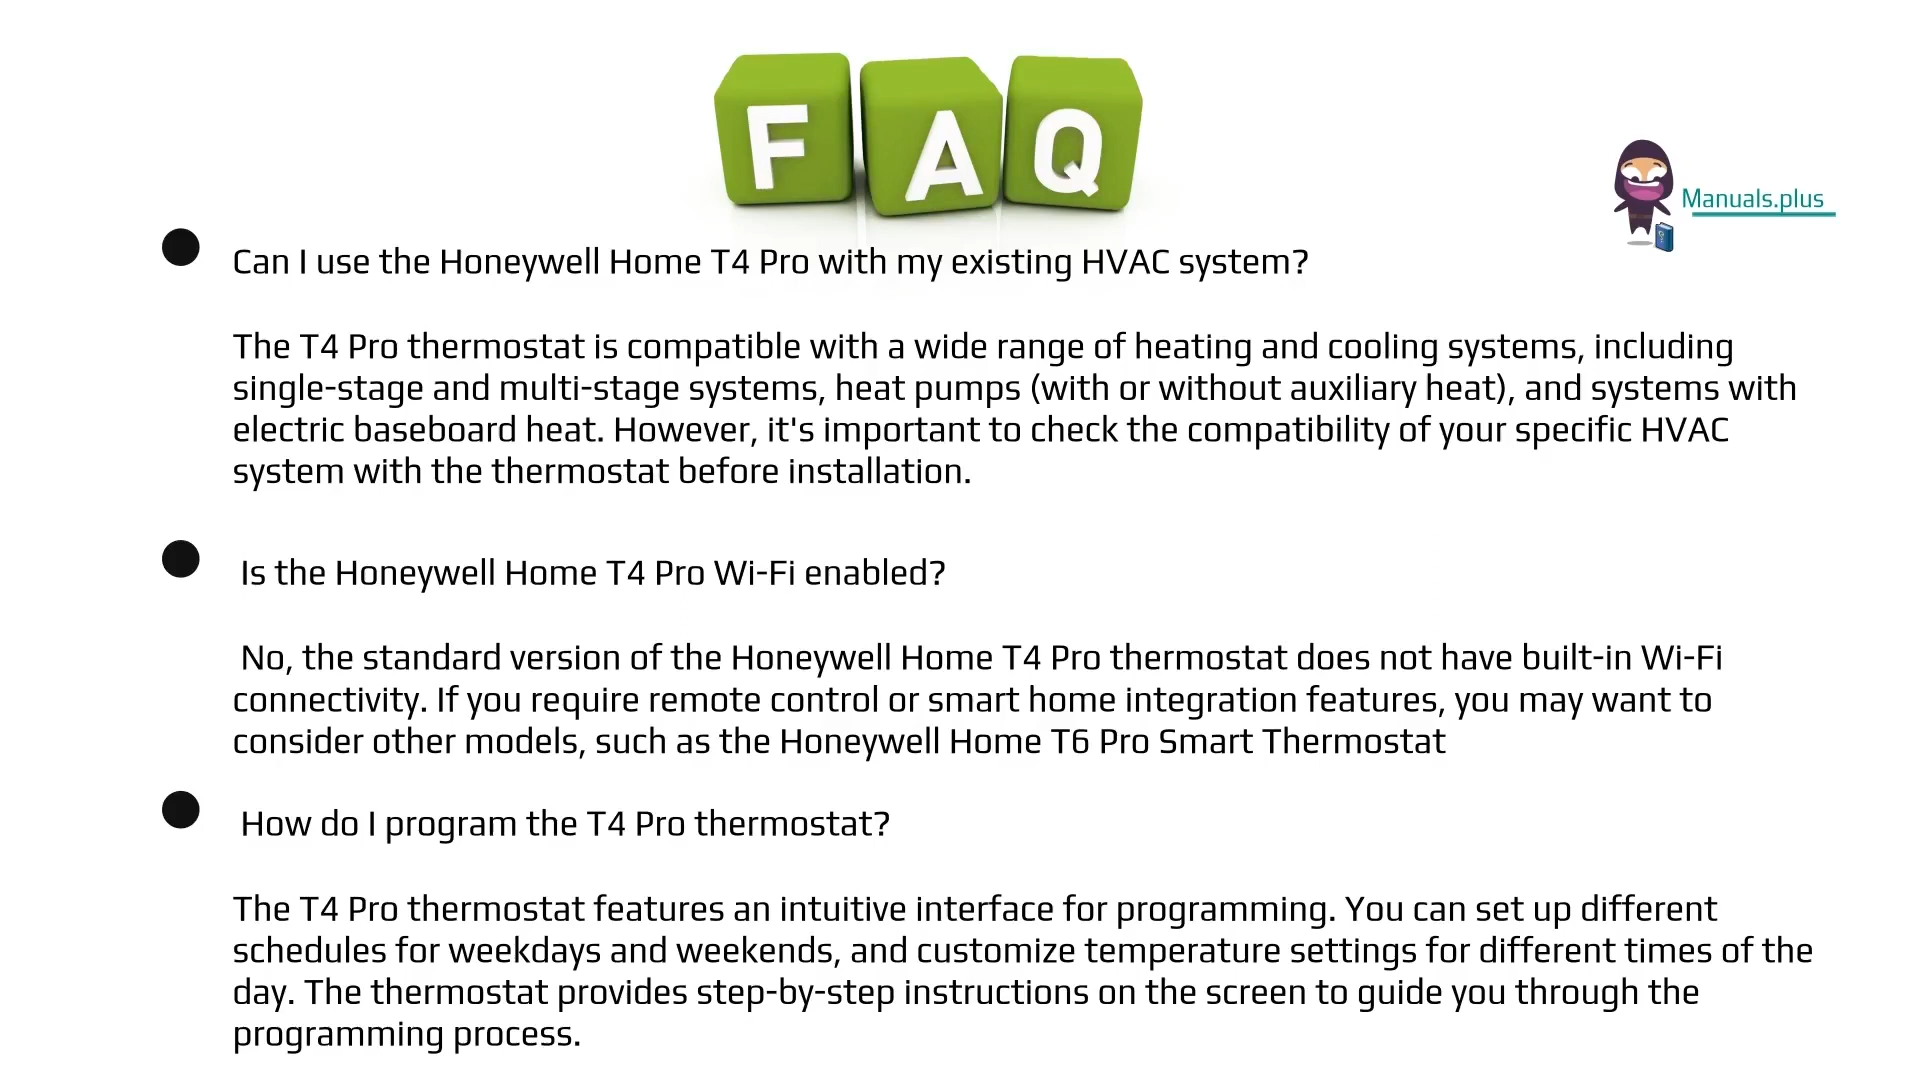 FAQ
Manuals.plus
Can I use the Honeywell Home T4 Pro with my existing HVAC system?
The T4 Pro thermostat is compatible with a wide range of heating and cooling systems, including
single-stage and multi-stage systems, heat pumps (with or without auxiliary heat), and systems with
electric baseboard heat. However, it's important to check the compatibility of your specific HVAC
system with the thermostat before installation.
Is the Honeywell Home T4 Pro Wi-Fi enabled?
No, the standard version of the Honeywell Home T4 Pro thermostat does not have built-in Wi-Fi
connectivity. If you require remote control or smart home integration features, you may want to
consider other models, such as the Honeywell Home T6 Pro Smart Thermostat
How do I program the T4 Pro thermostat?
The T4 Pro thermostat features an intuitive interface for programming. You can set up different
schedules for weekdays and weekends, and customize temperature settings for different times of the
day. The thermostat provides step-by-step instructions on the screen to guide you through the
programming process.